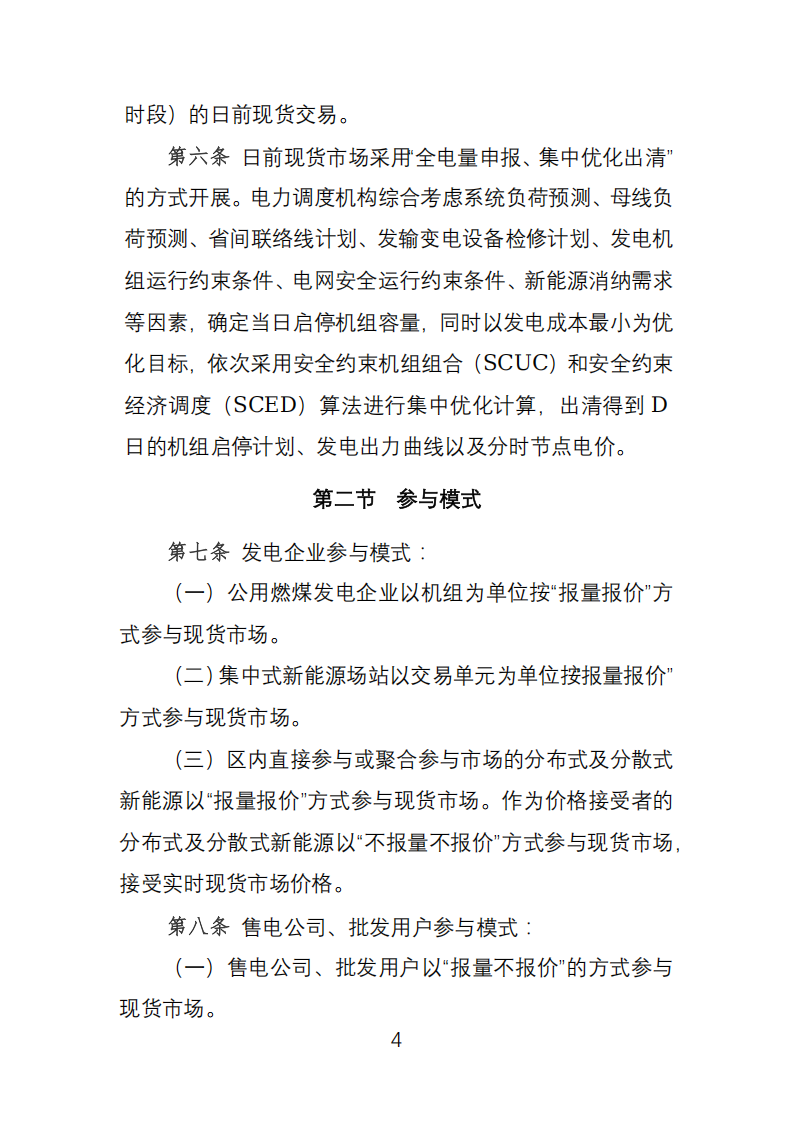 时段）的日前现货交易。
第六条 日前现货市场采用“全电量申报、集中优化出清”
的方式开展。电力调度机构综合考虑系统负荷预测、母线负
荷预测、省间联络线计划、发输变电设备检修计划、发电机
组运行约束条件、电网安全运行约束条件、新能源消纳需求
等因素，确定当日启停机组容量，同时以发电成本最小为优
化目标，依次采用安全约束机组组合（SCUC）和安全约束
经济调度（SCED）算法进行集中优化计算，出清得到 D
日的机组启停计划、发电出力曲线以及分时节点电价。
第二节 参与模式
第七条 发电企业参与模式：
（一）公用燃煤发电企业以机组为单位按“报量报价”方
式参与现货市场。
（二）集中式新能源场站以交易单元为单位按“报量报价”
方式参与现货市场。
（三）区内直接参与或聚合参与市场的分布式及分散式
新能源以“报量报价”方式参与现货市场。作为价格接受者的
分布式及分散式新能源以“不报量不报价”方式参与现货市场，
接受实时现货市场价格。
第八条 售电公司、批发用户参与模式：
（一）售电公司、批发用户以“报量不报价”的方式参与
现货市场。
4